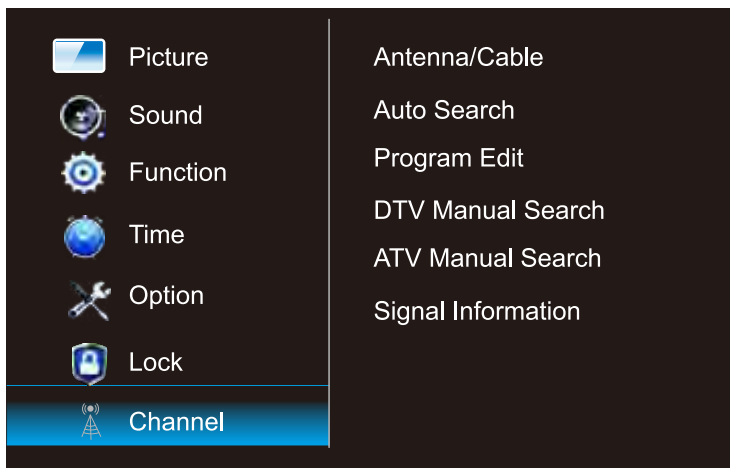 Picture
Sound
Function
Time
Option
Lock
Channel
Antenna/Cable
Auto Search
Program Edit
DTV Manual Search
ATV Manual Search
Signal Information